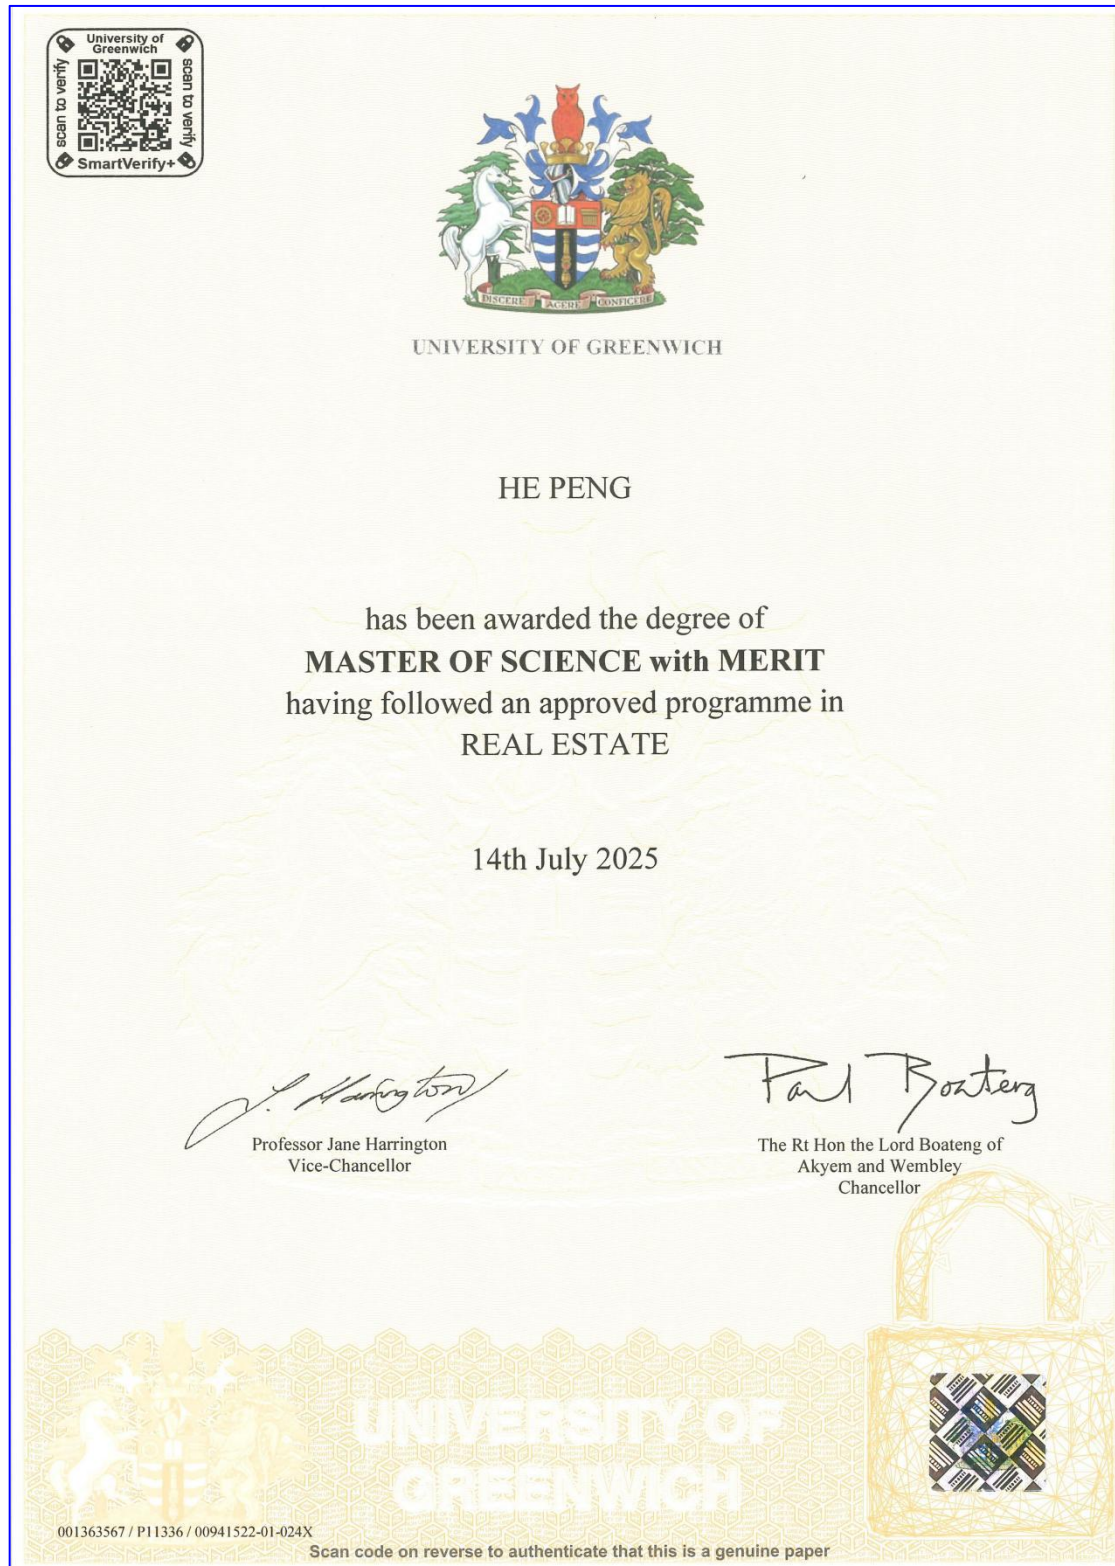 University of
Greenwich
scan to verify
scan to verify
SmartVerify+
DISCERE AGERE CONFICERE
UNIVERSITY OF GREENWICH
HE PENG
has been awarded the degree of
MASTER OF SCIENCE with MERIT
having followed an approved programme in
REAL ESTATE
14th July 2025
J. Harrington
Paul Boateng
Professor Jane Harrington
Vice-Chancellor
The Rt Hon the Lord Boateng of
Akyem and Wembley
Chancellor
UNIVERSITY OF
GREENWICH
001363567 / P11336 / 00941522-01-024X
Scan code on reverse to authenticate that this is a genuine paper